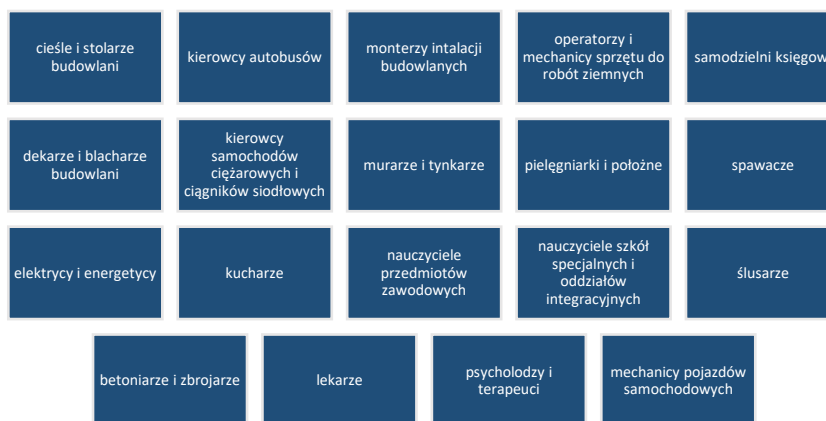 cieśle i stolarze
budowlani
kierowcy autobusów
monterzy intalacji
budowlanych
operatorzy i
mechanicy sprzętu do
robót ziemnych
samodzielni księgow
dekarze i blacharze
budowlani
kierowcy
samochodów
ciężarowych i
ciągników siodłowych
murarze i tynkarze
pielęgniarki i położne
spawacze
elektrycy i energetycy
kucharze
nauczyciele
przedmiotów
zawodowych
nauczyciele szkół
specjalnych i
oddziałów
integracyjnych
ślusarze
betoniarze i zbrojarze
lekarze
psycholodzy i
terapeuci
mechanicy pojazdów
samochodowych